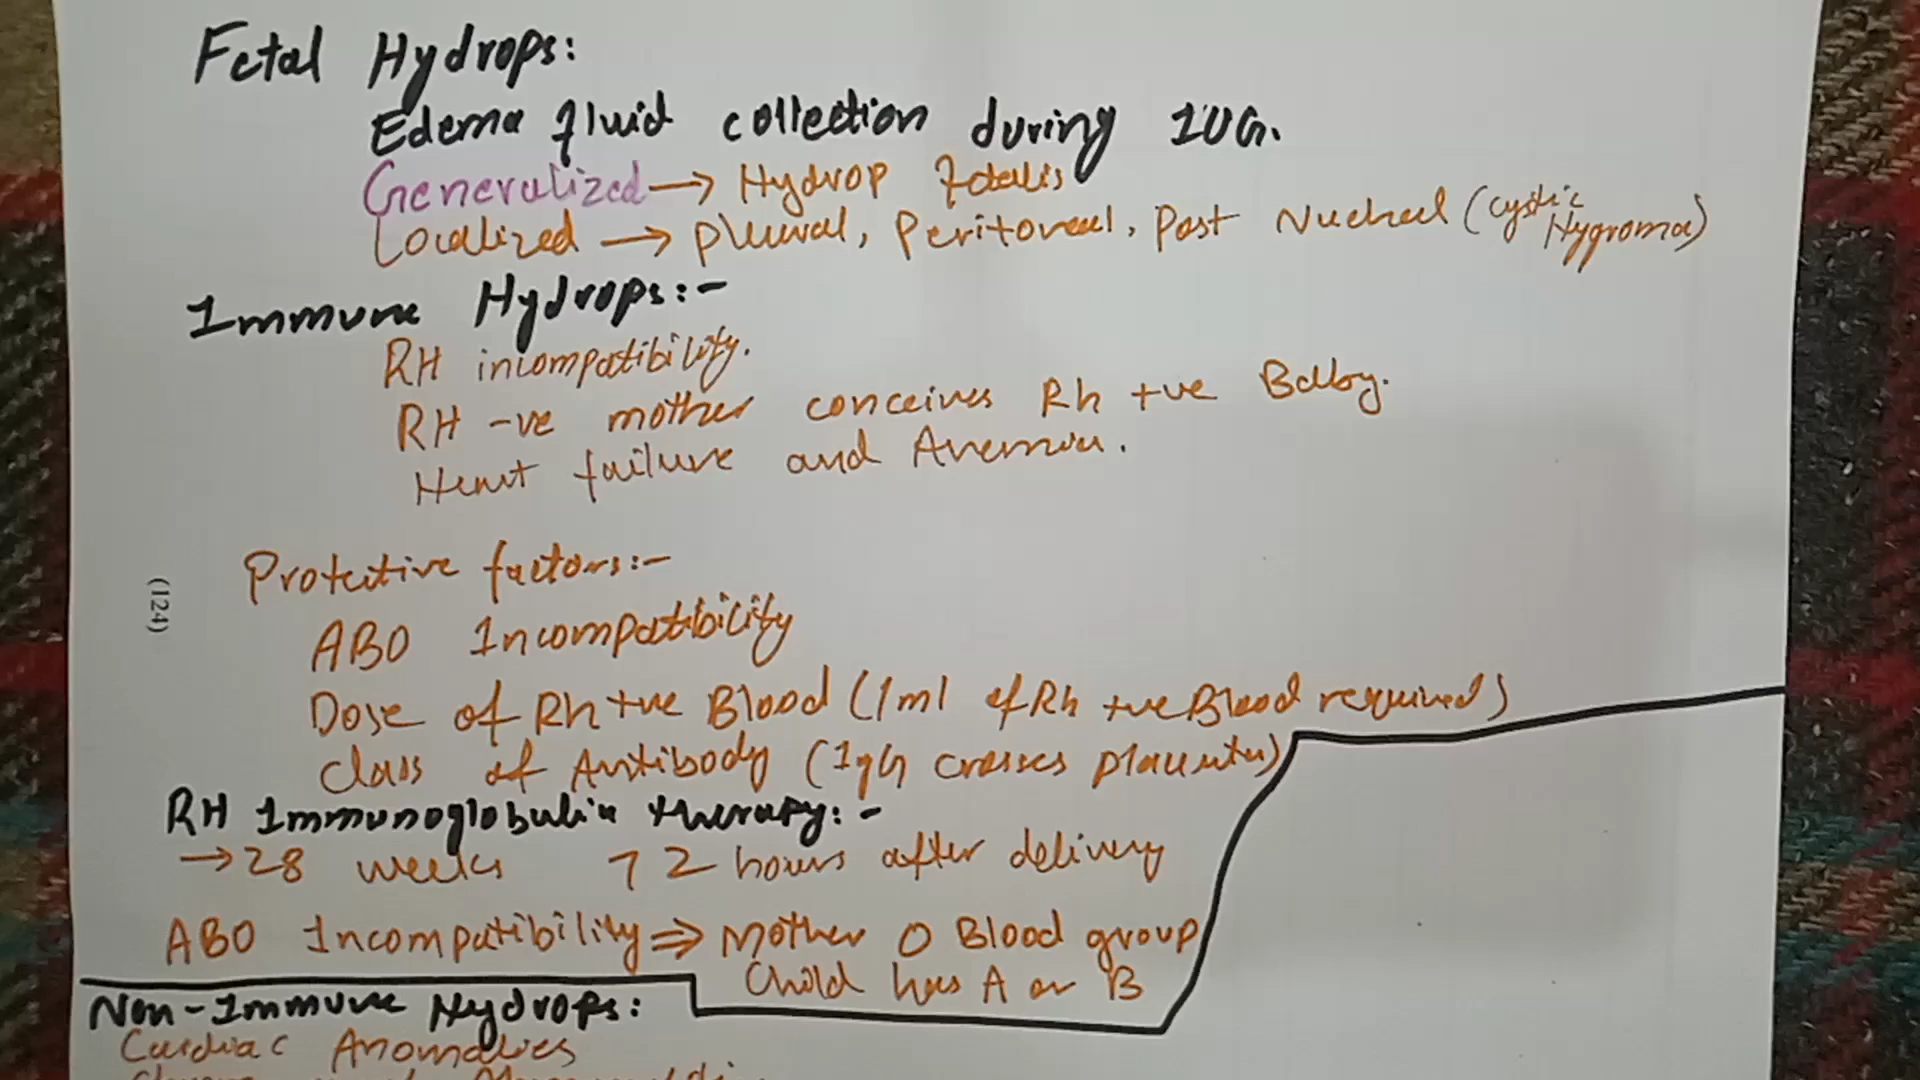 Fetal Hydrops:
Edema fluid collection during IUG.
Generalized → Hydrop fetalis
Localized → Pleural, Peritoneal, Post Nucheal (cystic Hygroma)
Immune Hydrops:-
RH incompatibility.
RH -ve mother conceives Rh +ve Baby.
Heart failure and Anemia.
Protective factors:-
ABO Incompatibility
Dose of Rh +ve Blood (1ml of Rh +ve Blood required)
Class of Antibody (IgG crosses placenta)
RH Immunoglobulin therapy:-
→ 28 weeks 72 hours after delivery
ABO Incompatibility ⇒ Mother O Blood group
Child has A or B
Non-Immune Hydrops:
Cardiac Anomalies
(124)